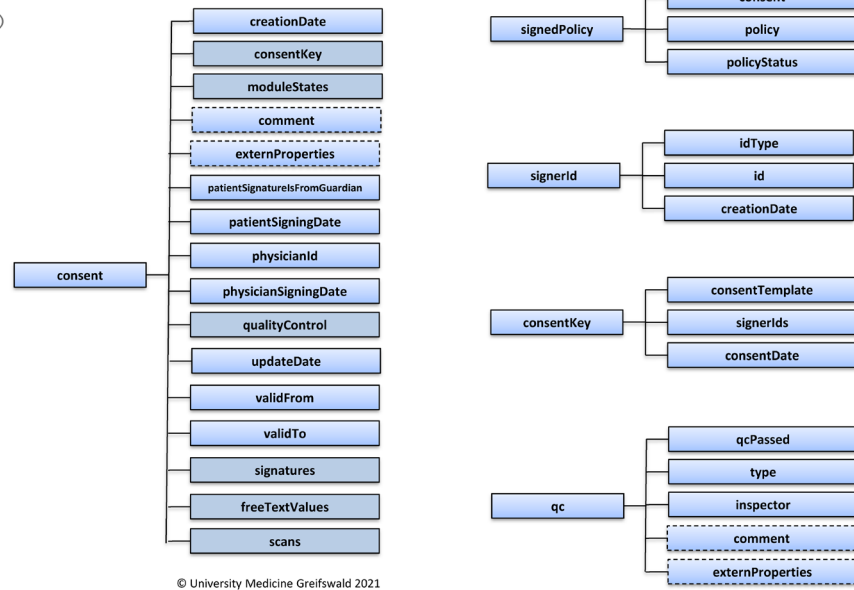 creationDate
consentKey
moduleStates
comment
externProperties
patientSignatureIsFromGuardian
patientSigningDate
physicianId
consent
physicianSigningDate
qualityControl
updateDate
validFrom
validTo
signatures
freeTextValues
scans
© University Medicine Greifswald 2021
consent
signedPolicy
policy
policyStatus
idType
signerId
id
creationDate
consentTemplate
consentKey
signerIds
consentDate
qcPassed
type
qc
inspector
comment
externProperties